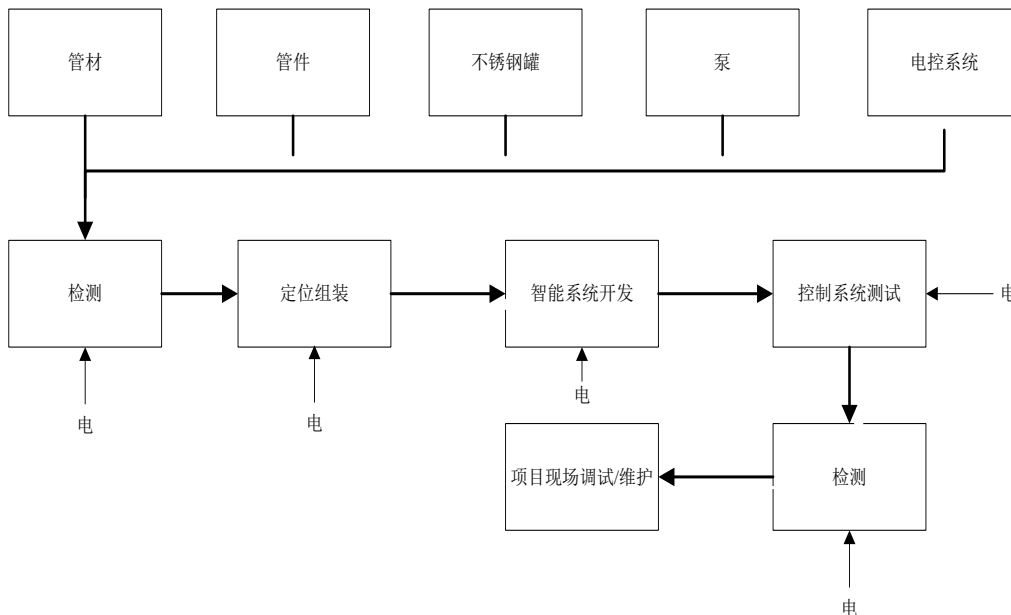 管材
管件
不锈钢罐
泵
电控系统
检测
定位组装
智能系统开发
控制系统测试
电
电
电
电
项目现场调试/维护
检测
电